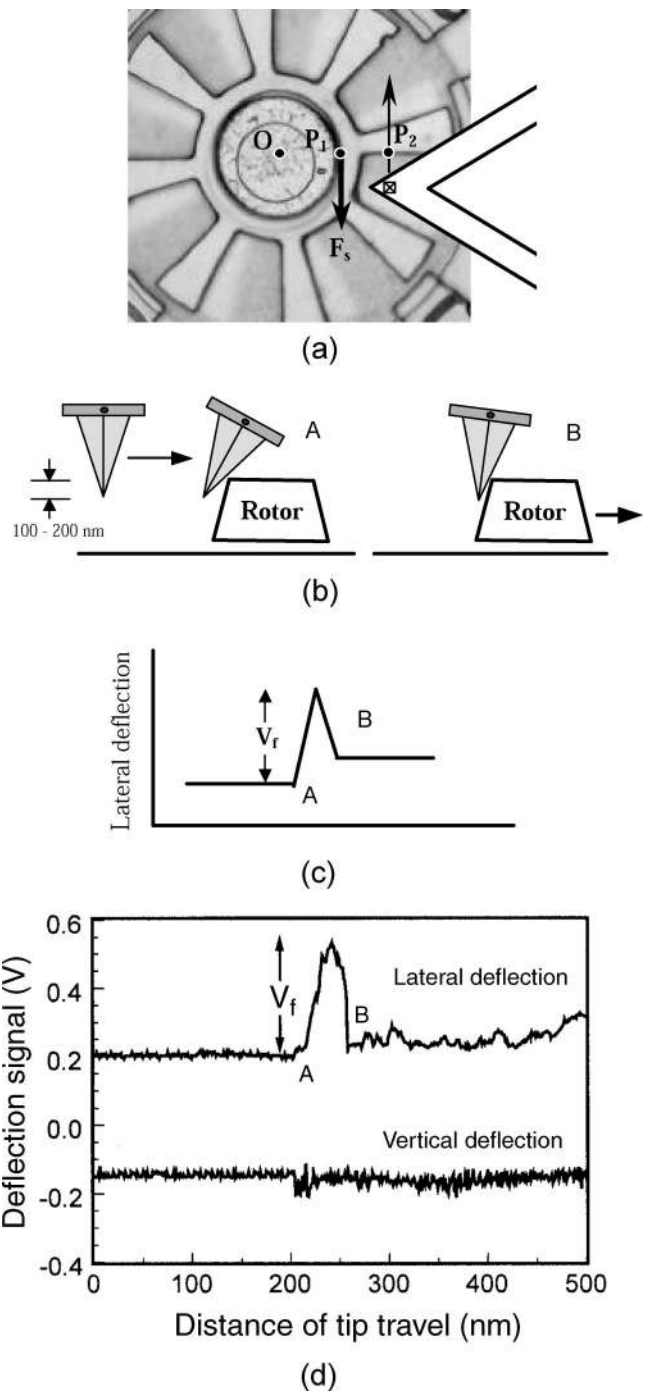 O P₁ P₂
Fₛ
(a)
A B
Rotor Rotor
100 - 200 nm
(b)
Lateral deflection
V_f
B
A
(c)
Deflection signal (V)
0.6
0.4
0.2
0.0
-0.2
-0.4
Lateral deflection
V_f
B
A
Vertical deflection
0 100 200 300 400 500
Distance of tip travel (nm)
(d)